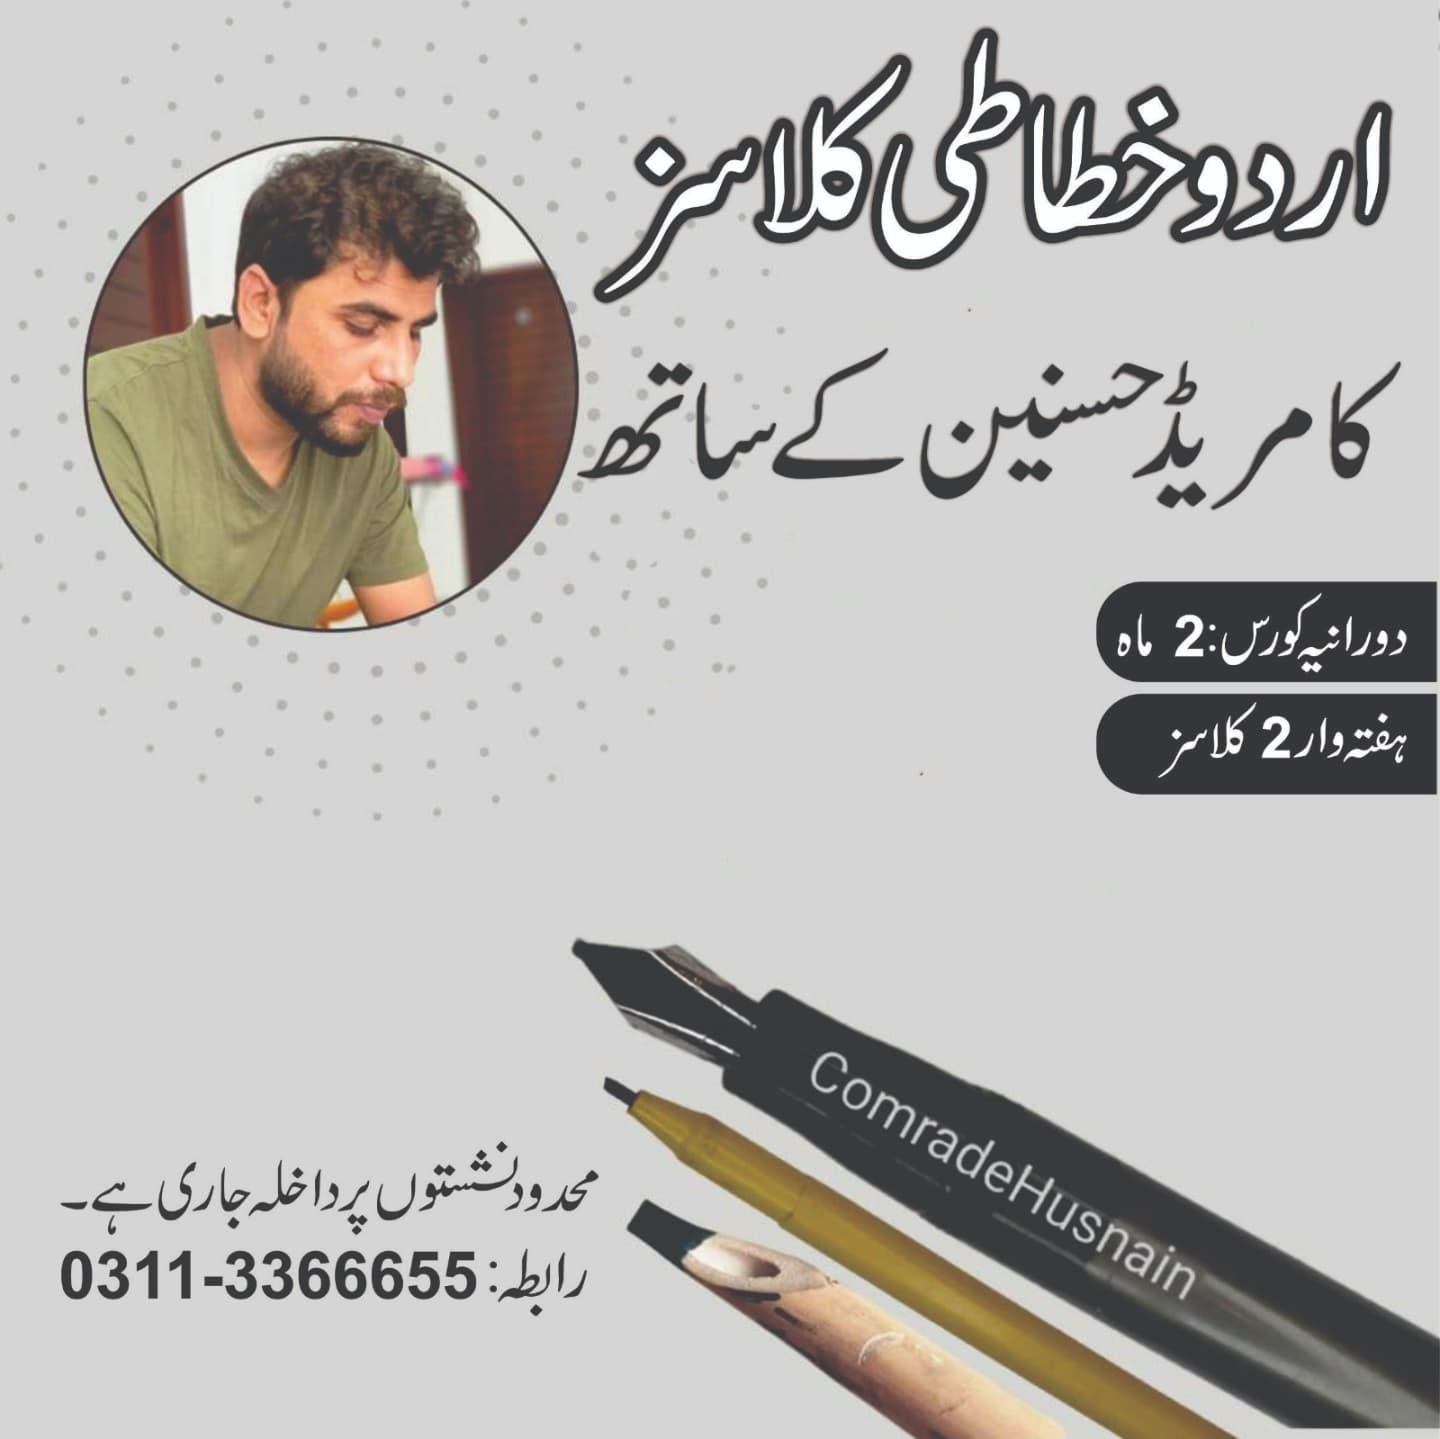 اردو خطاطی کلاسز
کامریڈ حسنین کے ساتھ
دورانیہ کورس: 2 ماہ
ہفتہ وار 2 کلاسز
ComradeHusnain
محدود نشستوں پر داخلہ جاری ہے۔
رابطہ: 0311-3366655